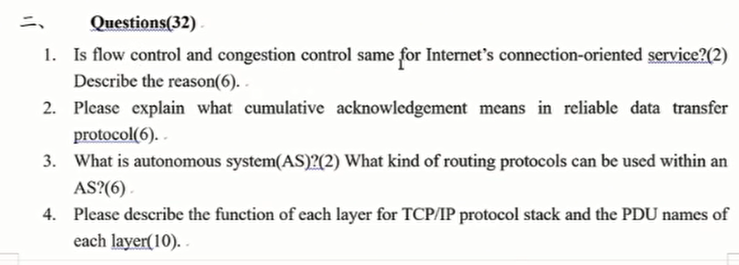 二、 Questions(32)
1. Is flow control and congestion control same for Internet's connection-oriented service?(2)
Describe the reason(6).
2. Please explain what cumulative acknowledgement means in reliable data transfer
protocol(6).
3. What is autonomous system(AS)?(2) What kind of routing protocols can be used within an
AS?(6)
4. Please describe the function of each layer for TCP/IP protocol stack and the PDU names of
each layer(10).